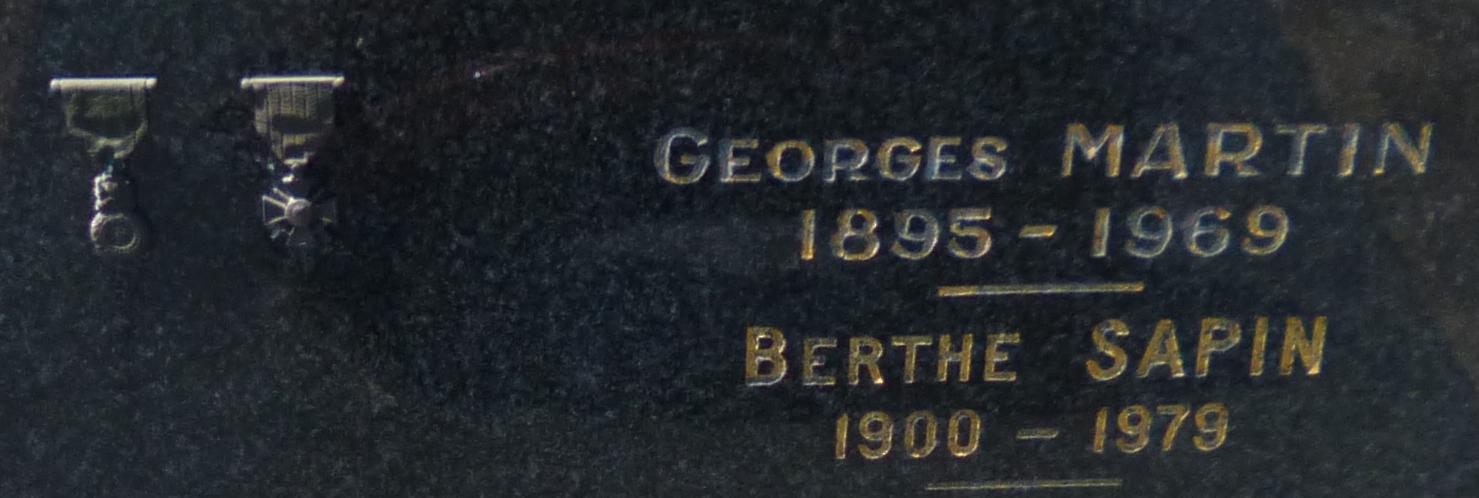 GEORGES MARTIN
1895 - 1969
BERTHE SAPIN
1900 - 1979